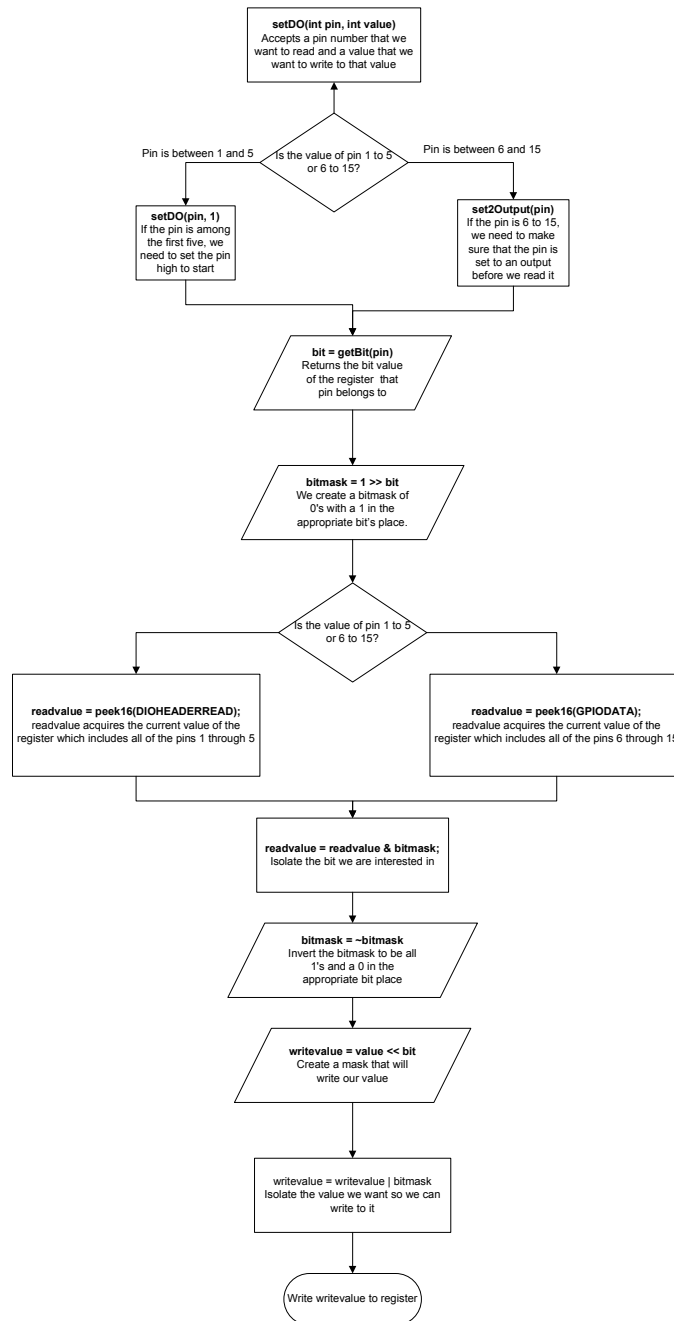 setDO(int pin, int value)
Accepts a pin number that we
want to read and a value that we
want to write to that value
Pin is between 1 and 5
Is the value of pin 1 to 5
or 6 to 15?
Pin is between 6 and 15
setDO(pin, 1)
If the pin is among
the first five, we
need to set the pin
high to start
set2Output(pin)
If the pin is 6 to 15,
we need to make
sure that the pin is
set to an output
before we read it
bit = getBit(pin)
Returns the bit value
of the register that
pin belongs to
bitmask = 1 >> bit
We create a bitmask of
0's with a 1 in the
appropriate bit's place.
Is the value of pin 1 to 5
or 6 to 15?
readvalue = peek16(DIOHEADERREAD);
readvalue acquires the current value of the
register which includes all of the pins 1 through 5
readvalue = peek16(GPIODATA);
readvalue acquires the current value of the
register which includes all of the pins 6 through 15
readvalue = readvalue & bitmask;
Isolate the bit we are interested in
bitmask = ~bitmask
Invert the bitmask to be all
1's and a 0 in the
appropriate bit place
writevalue = value << bit
Create a mask that will
write our value
writevalue = writevalue | bitmask
Isolate the value we want so we can
write to it
Write writevalue to register